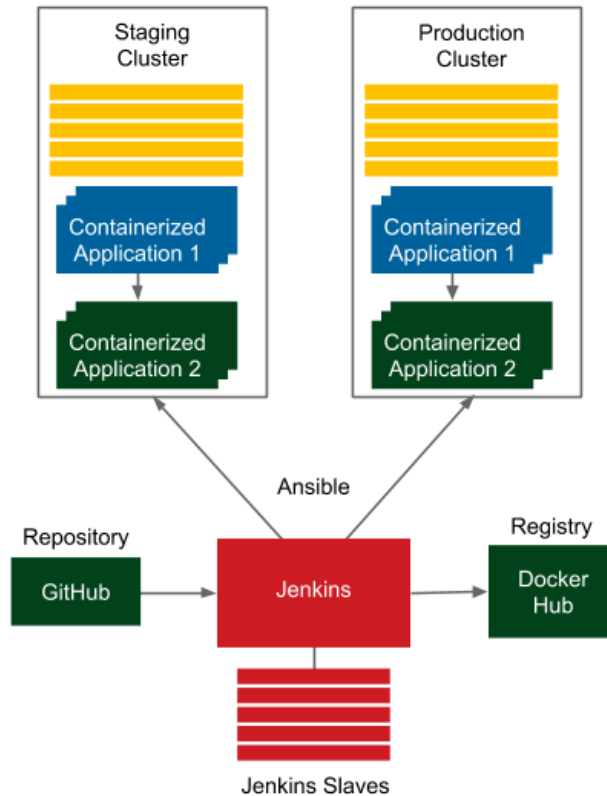 Staging
Cluster
Production
Cluster
Containerized
Application 1
Containerized
Application 1
Containerized
Application 2
Containerized
Application 2
Ansible
Repository
Registry
GitHub
Jenkins
Docker
Hub
Jenkins Slaves